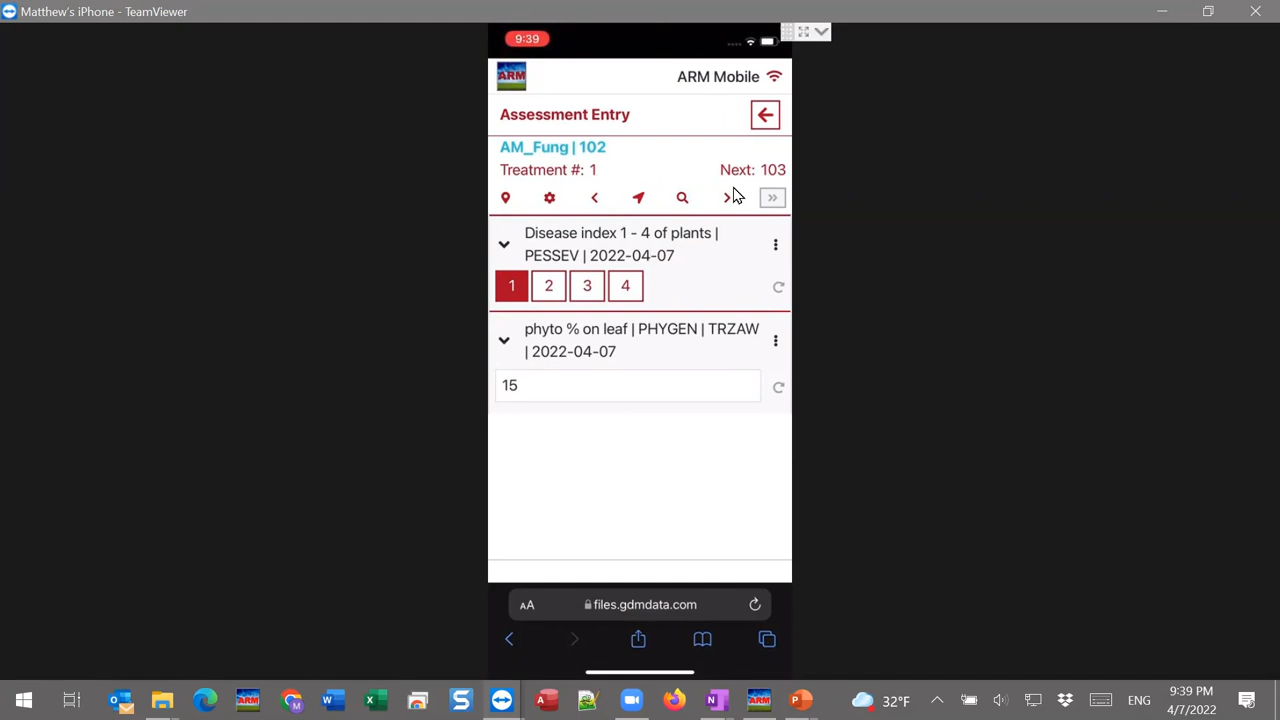 Matthew's iPhone - TeamViewer
9:39
ARM
ARM Mobile
Assessment Entry
AM_Fung | 102
Treatment #: 1
Next: 103
Disease index 1 - 4 of plants |
PESSEV | 2022-04-07
1 2 3 4
phyto % on leaf | PHYGEN | TRZAW
| 2022-04-07
15
AA
files.gdmdata.com
32°F
ENG
9:39 PM
4/7/2022